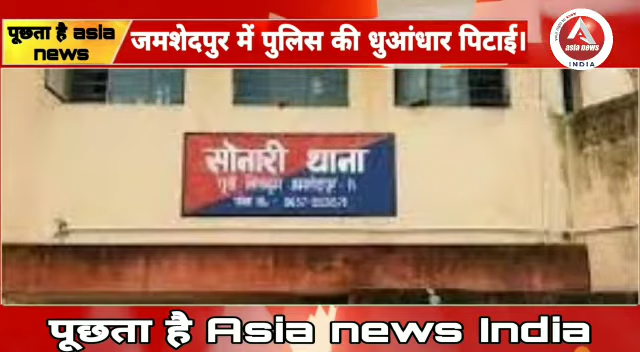 पूछता है asia
news
जमशेदपुर में पुलिस की धुआंधार पिटाई।
asia news
INDIA
सोनारी थाना
पूछता है Asia news India